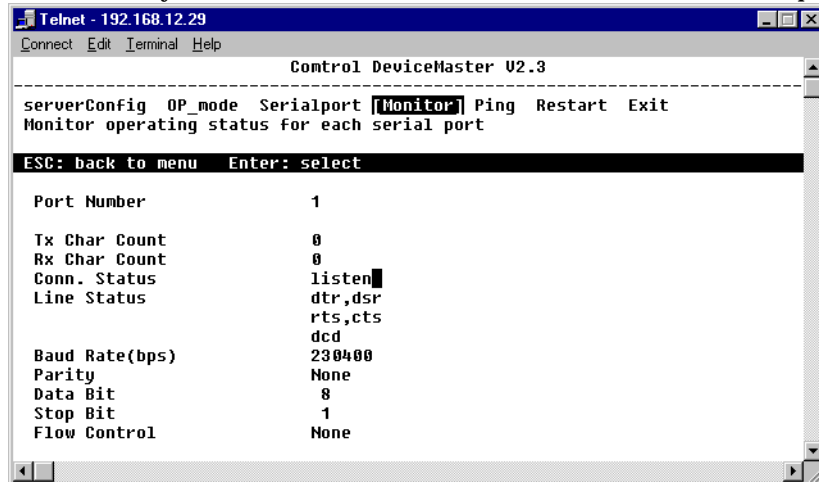 Telnet - 192.168.12.29
Connect Edit Terminal Help
Comtrol DeviceMaster V2.3
serverConfig OP_mode Serialport [Monitor] Ping Restart Exit
Monitor operating status for each serial port
ESC: back to menu Enter: select
Port Number 1
Tx Char Count 0
Rx Char Count 0
Conn. Status listen
Line Status dtr,dsr
rts,cts
dcd
Baud Rate(bps) 230400
Parity None
Data Bit 8
Stop Bit 1
Flow Control None